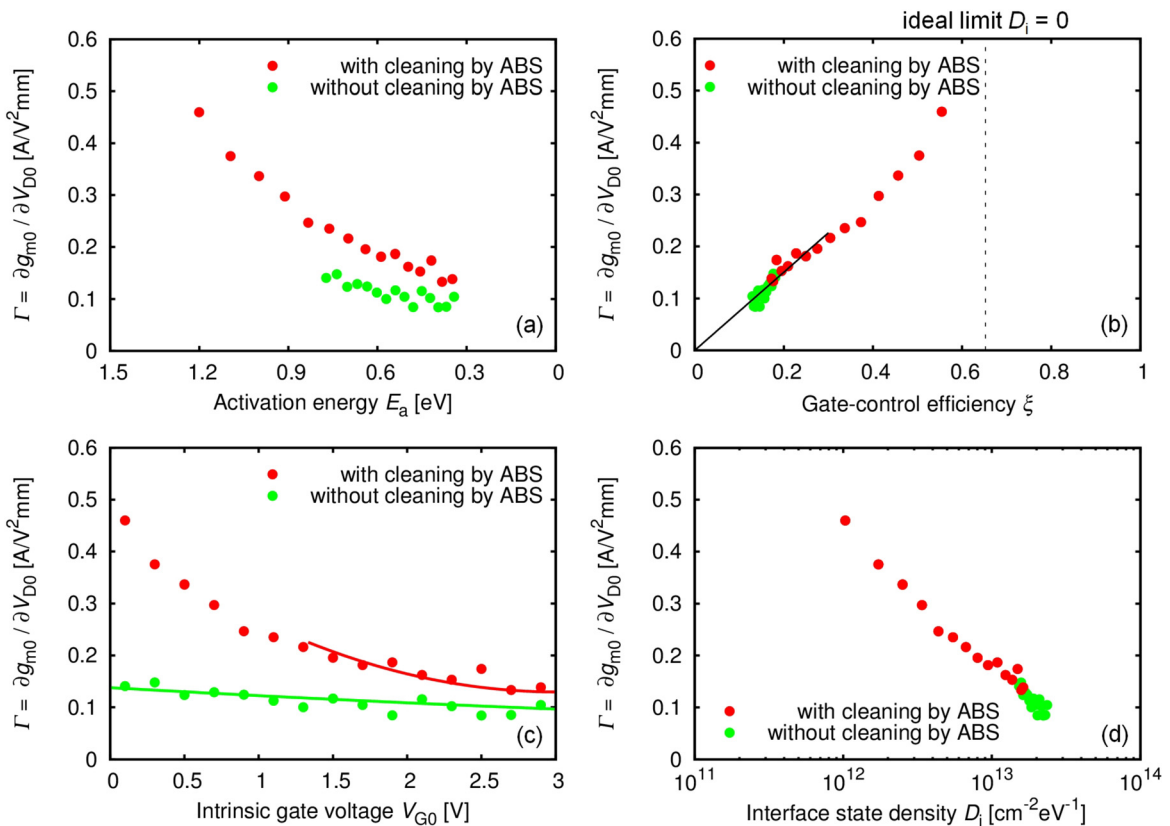 ideal limit Dᵢ = 0
0.6
0.5
0.4
0.3
0.2
0.1
0
Γ = ∂gm0 / ∂VD0 [A/V²mm]
with cleaning by ABS
without cleaning by ABS
(a)
1.5 1.2 0.9 0.6 0.3 0
Activation energy Ea [eV]
0.6
0.5
0.4
0.3
0.2
0.1
0
Γ = ∂gm0 / ∂VD0 [A/V²mm]
with cleaning by ABS
without cleaning by ABS
(b)
0 0.2 0.4 0.6 0.8 1
Gate-control efficiency ξ
0.6
0.5
0.4
0.3
0.2
0.1
0
Γ = ∂gm0 / ∂VD0 [A/V²mm]
with cleaning by ABS
without cleaning by ABS
(c)
0 0.5 1 1.5 2 2.5 3
Intrinsic gate voltage VG0 [V]
0.6
0.5
0.4
0.3
0.2
0.1
0
Γ = ∂gm0 / ∂VD0 [A/V²mm]
with cleaning by ABS
without cleaning by ABS
(d)
10¹¹ 10¹² 10¹³ 10¹⁴
Interface state density Dᵢ [cm⁻²eV⁻¹]